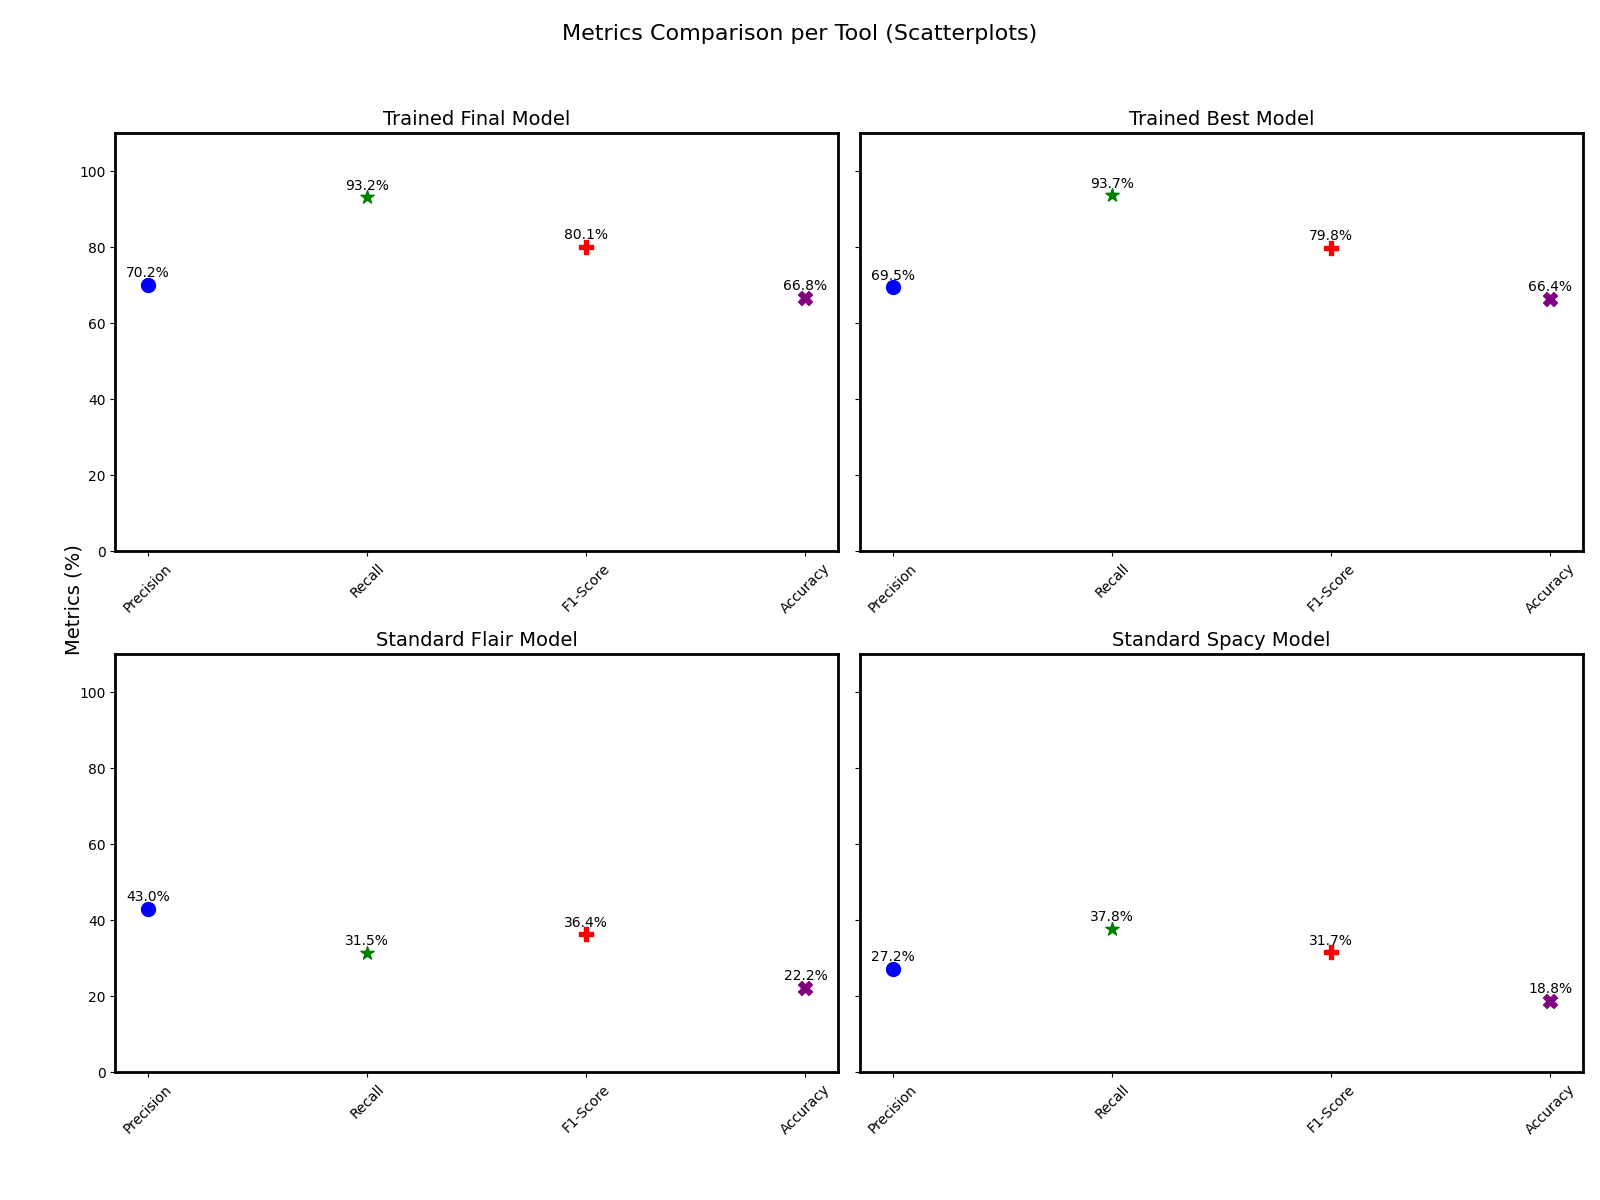 Metrics Comparison per Tool (Scatterplots)
Metrics (%)
Trained Final Model
100
80
60
40
20
0
93.2%
80.1%
70.2%
66.8%
Precision
Recall
F1-Score
Accuracy
Trained Best Model
93.7%
79.8%
69.5%
66.4%
Precision
Recall
F1-Score
Accuracy
Standard Flair Model
100
80
60
40
20
0
43.0%
31.5%
36.4%
22.2%
Precision
Recall
F1-Score
Accuracy
Standard Spacy Model
27.2%
37.8%
31.7%
18.8%
Precision
Recall
F1-Score
Accuracy